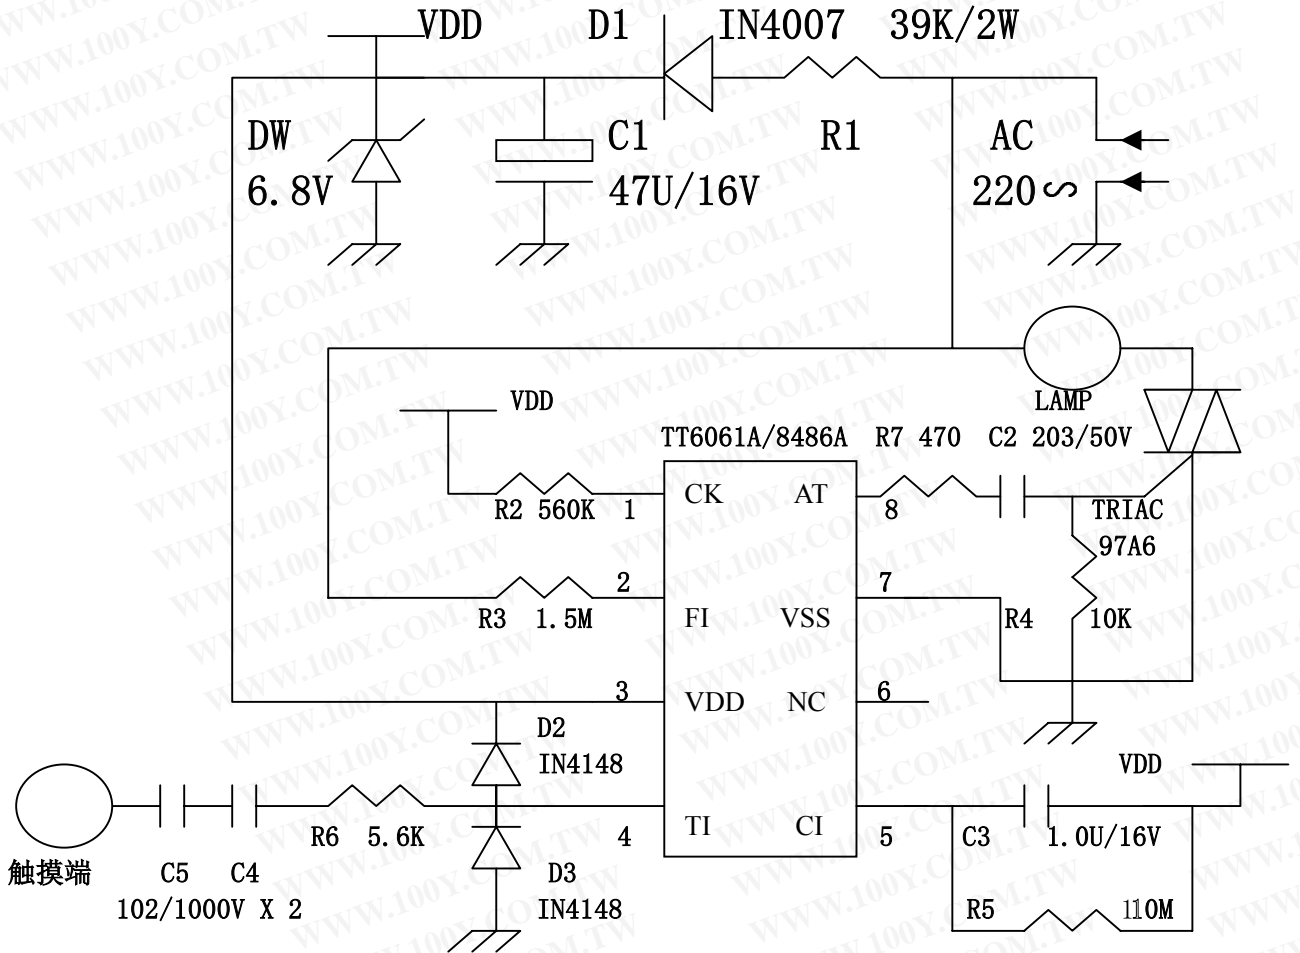 VDD D1 IN4007 39K/2W
DW C1 R1 AC
6.8V 47U/16V 220
VDD LAMP
TT6061A/8486A R7 470 C2 203/50V
CK AT
R2 560K 1 8 TRIAC
97A6
2 7
R3 1.5M FI VSS R4 10K
3 VDD NC 6
D2
IN4148 VDD
R6 5.6K 4 TI CI 5 C3 1.0U/16V
触摸端 C5 C4 D3
102/1000V X 2 IN4148 R5 110M
WWW.100Y.COM.TW